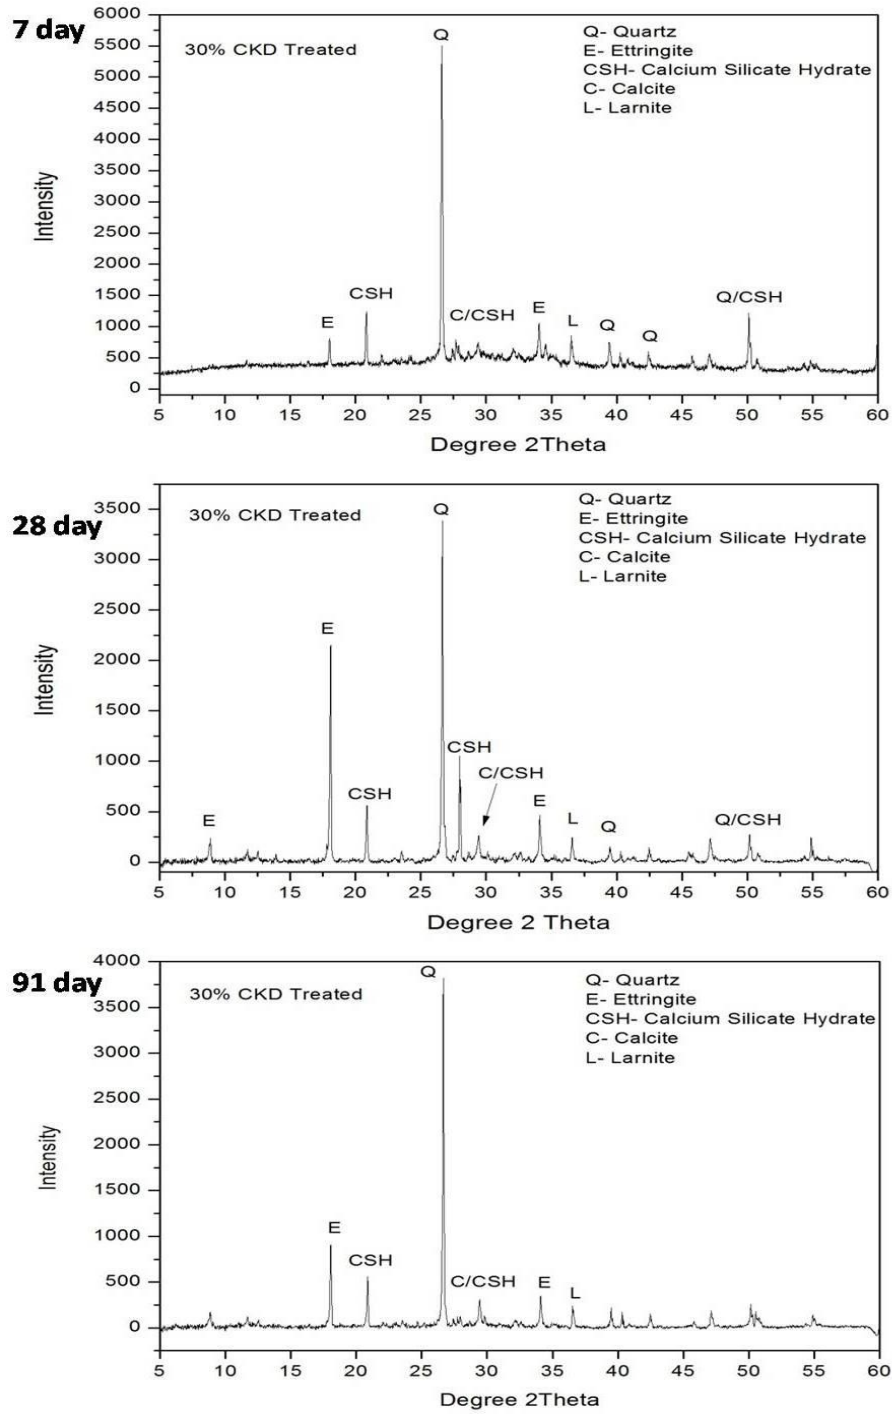 7 day
30% CKD Treated
Q- Quartz
E- Ettringite
CSH- Calcium Silicate Hydrate
C- Calcite
L- Larnite
6000
5500
5000
4500
4000
3500
3000
2500
2000
1500
1000
500
0
Intensity
Q
E
CSH
C/CSH
E
L
Q
Q
Q/CSH
5 10 15 20 25 30 35 40 45 50 55 60
Degree 2Theta
28 day
30% CKD Treated
Q- Quartz
E- Ettringite
CSH- Calcium Silicate Hydrate
C- Calcite
L- Larnite
3500
3000
2500
2000
1500
1000
500
0
Intensity
E
E
CSH
Q
CSH
C/CSH
E
L
Q
Q/CSH
5 10 15 20 25 30 35 40 45 50 55 60
Degree 2 Theta
91 day
30% CKD Treated
Q- Quartz
E- Ettringite
CSH- Calcium Silicate Hydrate
C- Calcite
L- Larnite
4000
3500
3000
2500
2000
1500
1000
500
0
Intensity
E
CSH
Q
C/CSH
E
L
5 10 15 20 25 30 35 40 45 50 55 60
Degree 2Theta